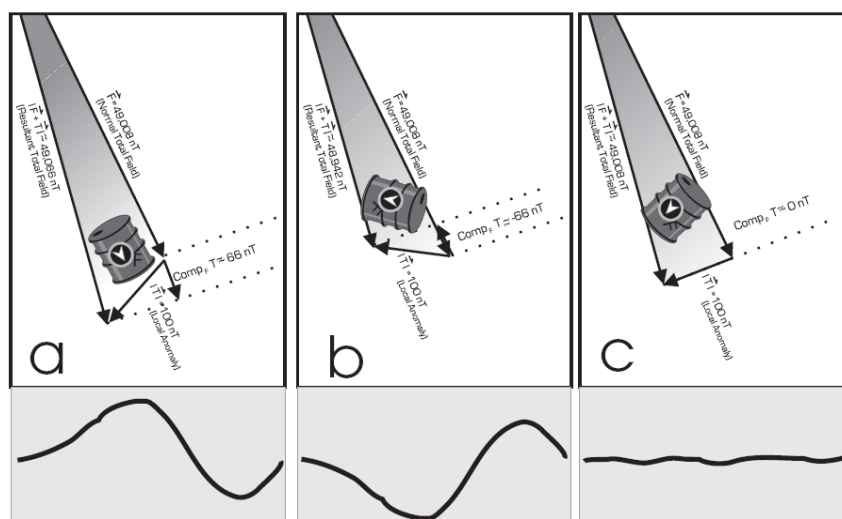 |F + T| ≈ 49,066 nT
(Resultant Total Field)
F = 49,008 nT
(Normal Total Field)
Comp_F T ≈ 66 nT
|T| = 100 nT
(Local Anomaly)
a
|F + T| ≈ 48,942 nT
(Resultant Total Field)
F = 49,008 nT
(Normal Total Field)
Comp_F T ≈ -66 nT
|T| = 100 nT
(Local Anomaly)
b
|F + T| ≈ 49,008 nT
(Resultant Total Field)
F = 49,008 nT
(Normal Total Field)
Comp_F T ≈ 0 nT
|T| = 100 nT
(Local Anomaly)
c